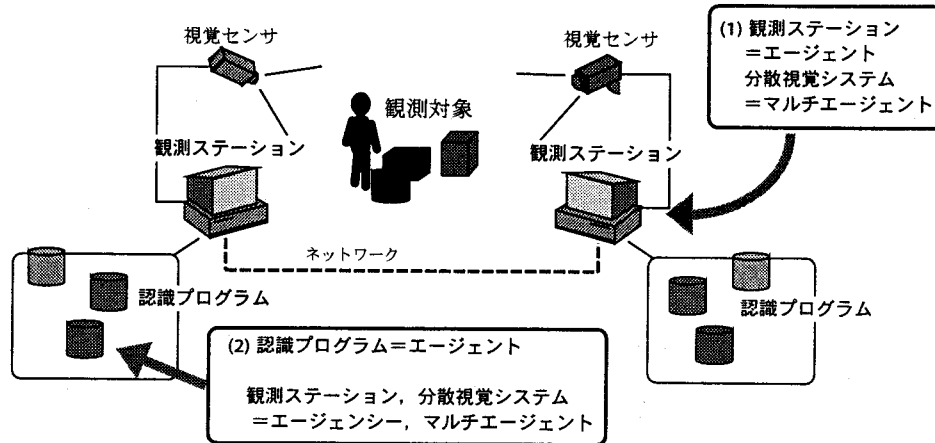 視覚センサ
視覚センサ
(1) 観測ステーション
＝エージェント
分散視覚システム
＝マルチエージェント
観測対象
観測ステーション
観測ステーション
ネットワーク
認識プログラム
認識プログラム
(2) 認識プログラム＝エージェント
観測ステーション，分散視覚システム
＝エージェンシー，マルチエージェント